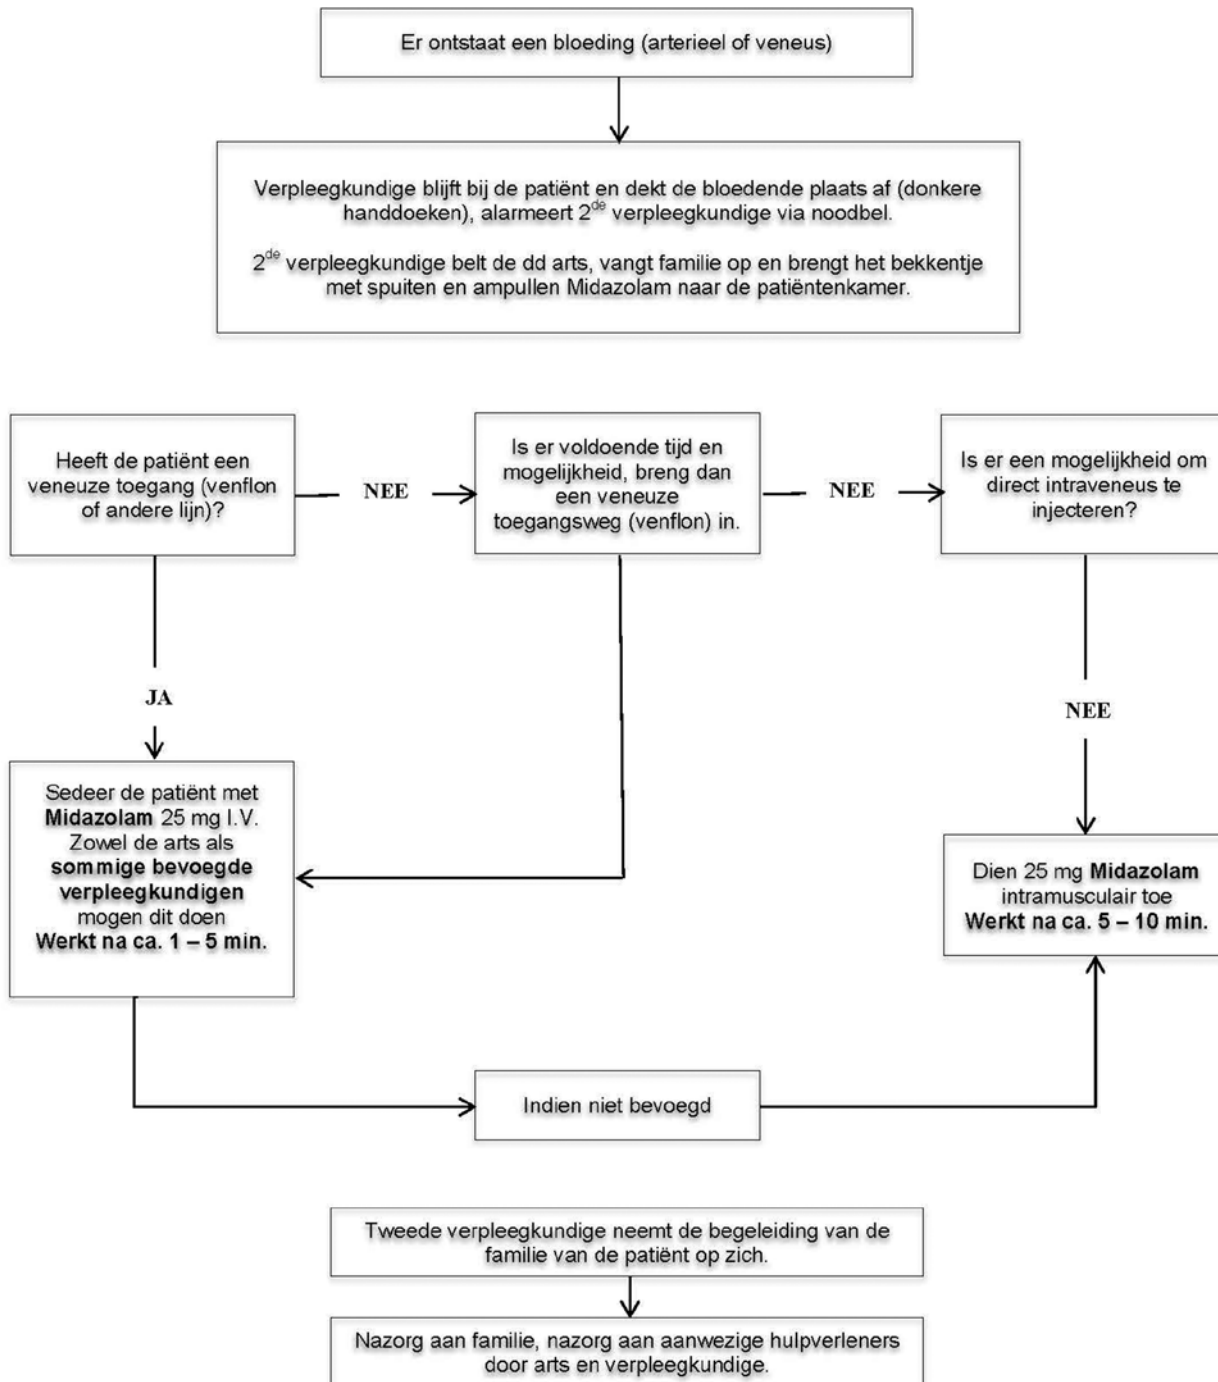 Er ontstaat een bloeding (arterieel of veneus)
Verpleegkundige blijft bij de patiënt en dekt de bloedende plaats af (donkere
handdoeken), alarmeert 2de verpleegkundige via noodbel.
2de verpleegkundige belt de dd arts, vangt familie op en brengt het bekkentje
met spuiten en ampullen Midazolam naar de patiëntenkamer.
Heeft de patiënt een
veneuze toegang (venflon
of andere lijn)?
NEE
Is er voldoende tijd en
mogelijkheid, breng dan
een veneuze
toegangsweg (venflon) in.
NEE
Is er een mogelijkheid om
direct intraveneus te
injecteren?
JA
NEE
Sedeer de patiënt met
Midazolam 25 mg I.V.
Zowel de arts als
sommige bevoegde
verpleegkundigen
mogen dit doen
Werkt na ca. 1 – 5 min.
Dien 25 mg Midazolam
intramusculair toe
Werkt na ca. 5 – 10 min.
Indien niet bevoegd
Tweede verpleegkundige neemt de begeleiding van de
familie van de patiënt op zich.
Nazorg aan familie, nazorg aan aanwezige hulpverleners
door arts en verpleegkundige.